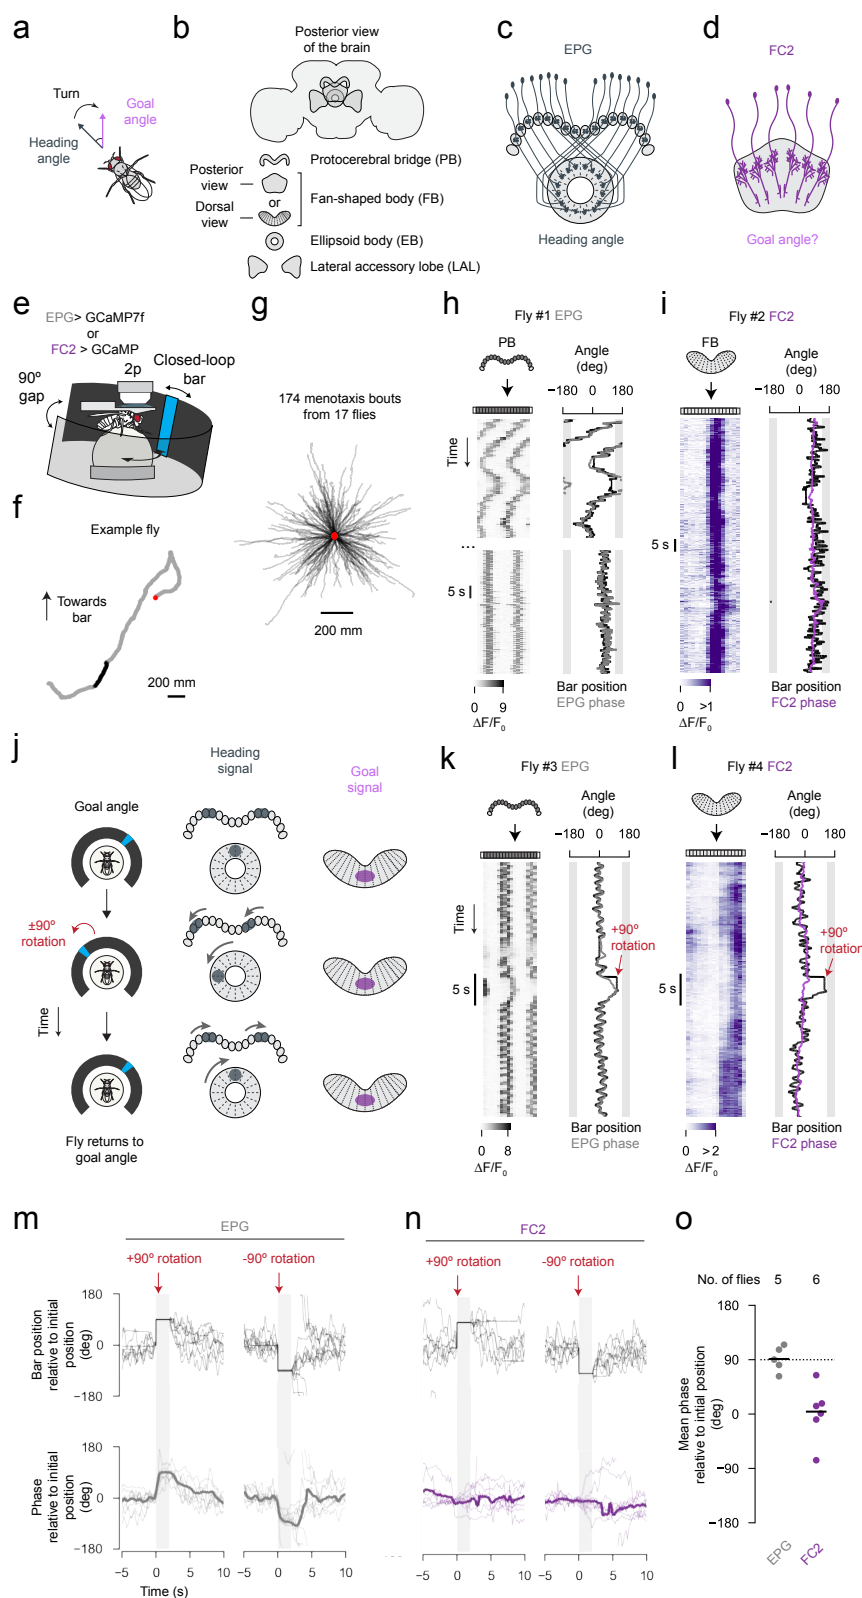 a
Turn
Goal
angle
Heading
angle
b
Posterior view
of the brain
Protocerebral bridge (PB)
Posterior
view
or
Dorsal
view
Fan-shaped body (FB)
Ellipsoid body (EB)
Lateral accessory lobe (LAL)
c
EPG
Heading angle
d
FC2
Goal angle?
e
EPG> GCaMP7f
or
FC2 > GCaMP
2p
Closed-loop
bar
90º
gap
f
Example fly
Towards
bar
200 mm
g
174 menotaxis bouts
from 17 flies
200 mm
h
Fly #1 EPG
PB
Angle
(deg)
−180 0 180
Time
...
5 s
0 9
ΔF/F0
Bar position
EPG phase
i
Fly #2 FC2
FB
Angle
(deg)
−180 0 180
5 s
0 >1
ΔF/F0
Bar position
FC2 phase
j
Heading
signal
Goal
signal
Goal angle
±90º
rotation
Time
Fly returns to
goal angle
k
Fly #3 EPG
Angle
(deg)
−180 0 180
Time
+90º
rotation
5 s
0 8
ΔF/F0
Bar position
EPG phase
l
Fly #4 FC2
Angle
(deg)
−180 0 180
+90º
rotation
5 s
0 >2
ΔF/F0
Bar position
FC2 phase
m
EPG
+90º rotation -90º rotation
Bar position
relative to initial
position
(deg)
180
0
-180
Phase
relative to initial
position
(deg)
180
0
-180
−5 0 5 10 −5 0 5 10
Time (s)
n
FC2
+90º rotation -90º rotation
−5 0 5 10 −5 0 5 10
o
No. of flies 5 6
Mean phase
relative to intial position
(deg)
180
90
0
−90
−180
EPG
FC2